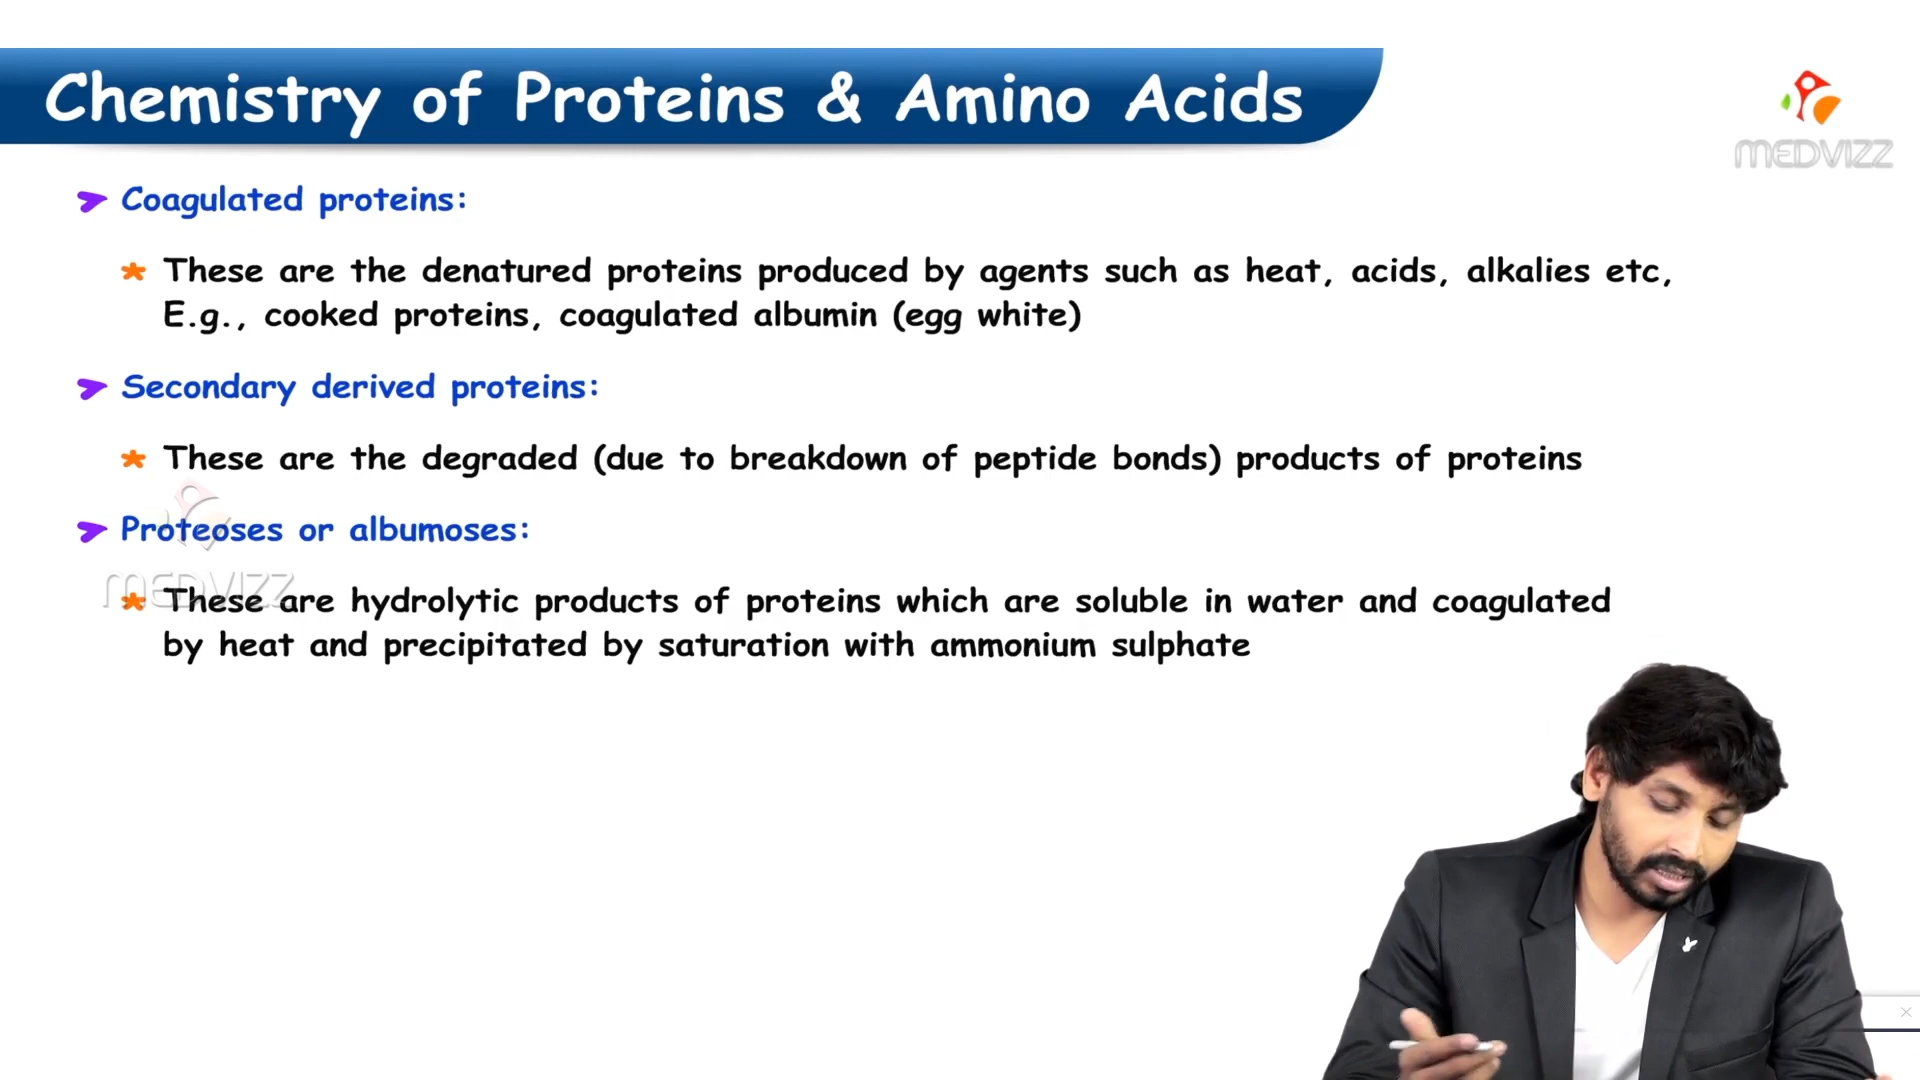 Chemistry of Proteins & Amino Acids
MEDVIZZ
Coagulated proteins:
These are the denatured proteins produced by agents such as heat, acids, alkalies etc,
E.g., cooked proteins, coagulated albumin (egg white)
Secondary derived proteins:
These are the degraded (due to breakdown of peptide bonds) products of proteins
Proteoses or albumoses:
MEDVIZZ
These are hydrolytic products of proteins which are soluble in water and coagulated
by heat and precipitated by saturation with ammonium sulphate